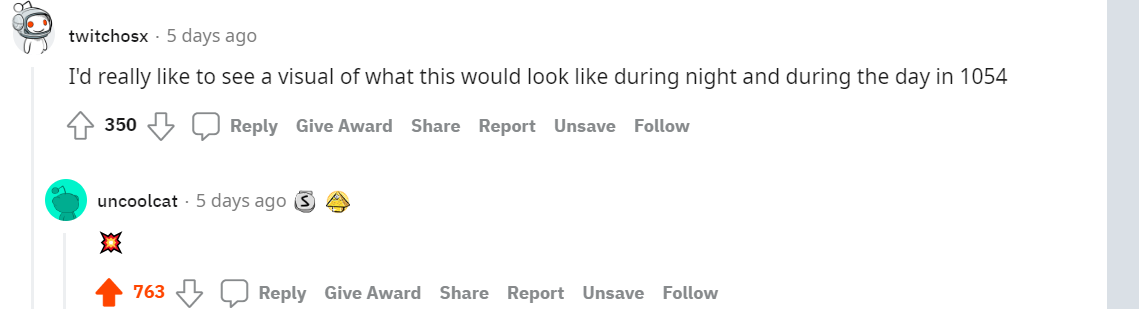 twitchosx · 5 days ago
I'd really like to see a visual of what this would look like during night and during the day in 1054
350 Reply Give Award Share Report Unsave Follow
uncoolcat · 5 days ago S
💥
763 Reply Give Award Share Report Unsave Follow